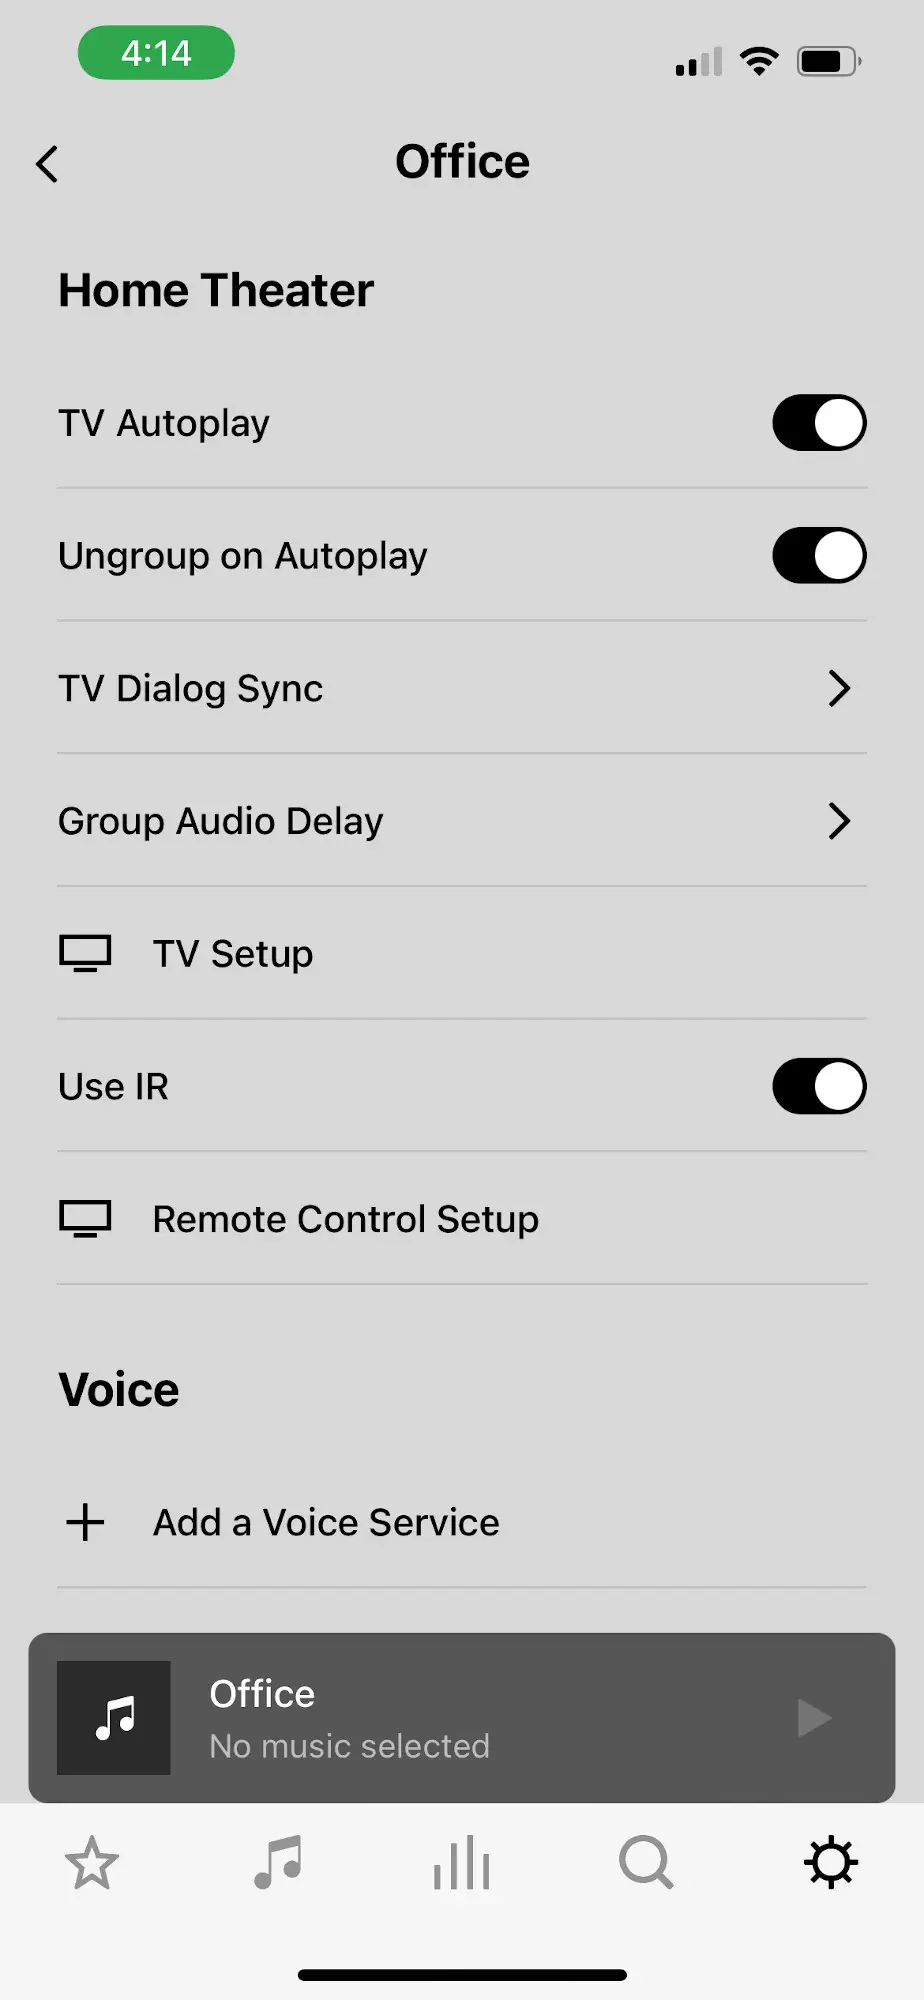 4:14
Office
Home Theater
TV Autoplay
Ungroup on Autoplay
TV Dialog Sync
Group Audio Delay
TV Setup
Use IR
Remote Control Setup
Voice
Add a Voice Service
Office
No music selected